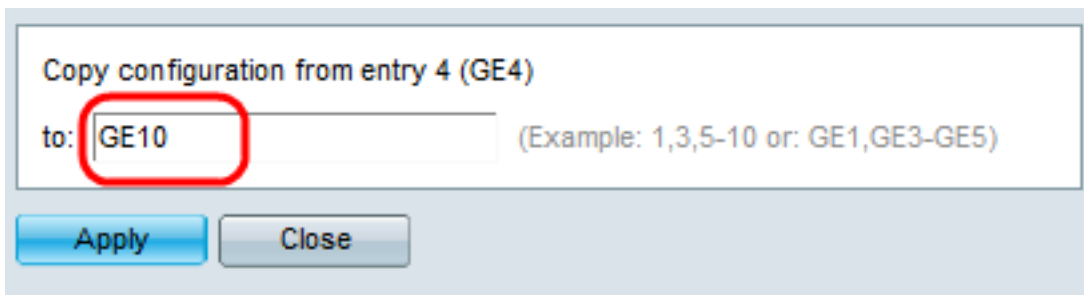 Copy configuration from entry 4 (GE4)
to: GE10 (Example: 1,3,5-10 or: GE1,GE3-GE5)
Apply Close